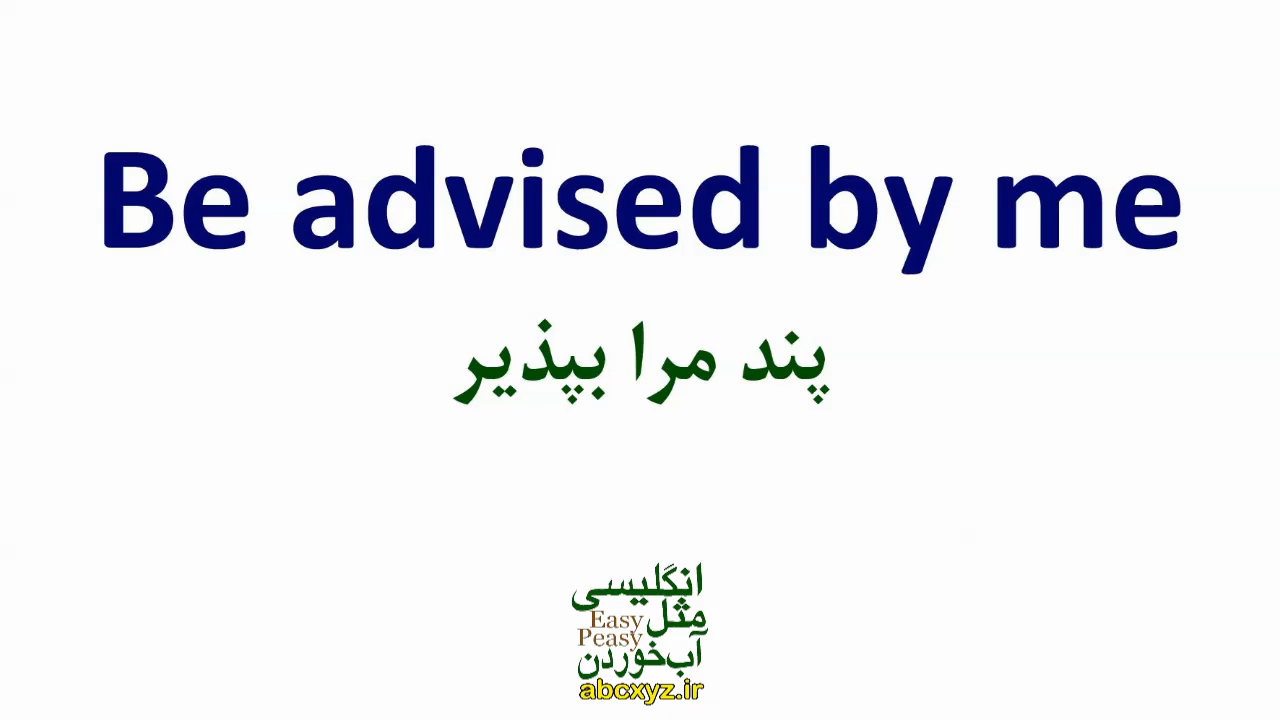 Be advised by me
پند مرا بپذیر
انگلیسی
مثل
Easy
Peasy
آب‌خوردن
abcxyz.ir